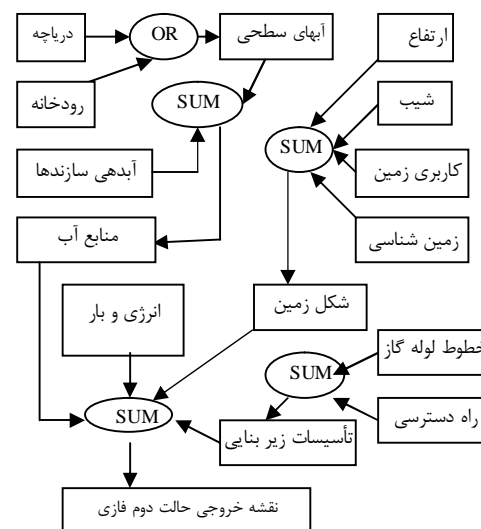 دریاچه
OR
آبهای سطحی
ارتفاع
رودخانه
SUM
شیب
SUM
آبدهی سازندها
کاربری زمین
منابع آب
زمین شناسی
انرژی و بار
شکل زمین
خطوط لوله گاز
SUM
راه دسترسی
SUM
تأسیسات زیر بنایی
نقشه خروجی حالت دوم فازی